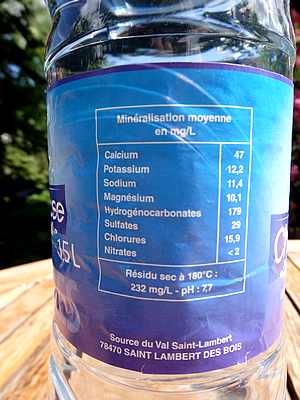 Minéralisation moyenne
en mg/L
Calcium 47
Potassium 12,2
Sodium 11,4
Magnésium 10,1
Hydrogénocarbonates 179
Sulfates 29
Chlorures 15,9
Nitrates < 2
Résidu sec à 180°C :
232 mg/L - pH : 7,7
Source du Val Saint-Lambert
78470 SAINT LAMBERT DES BOIS